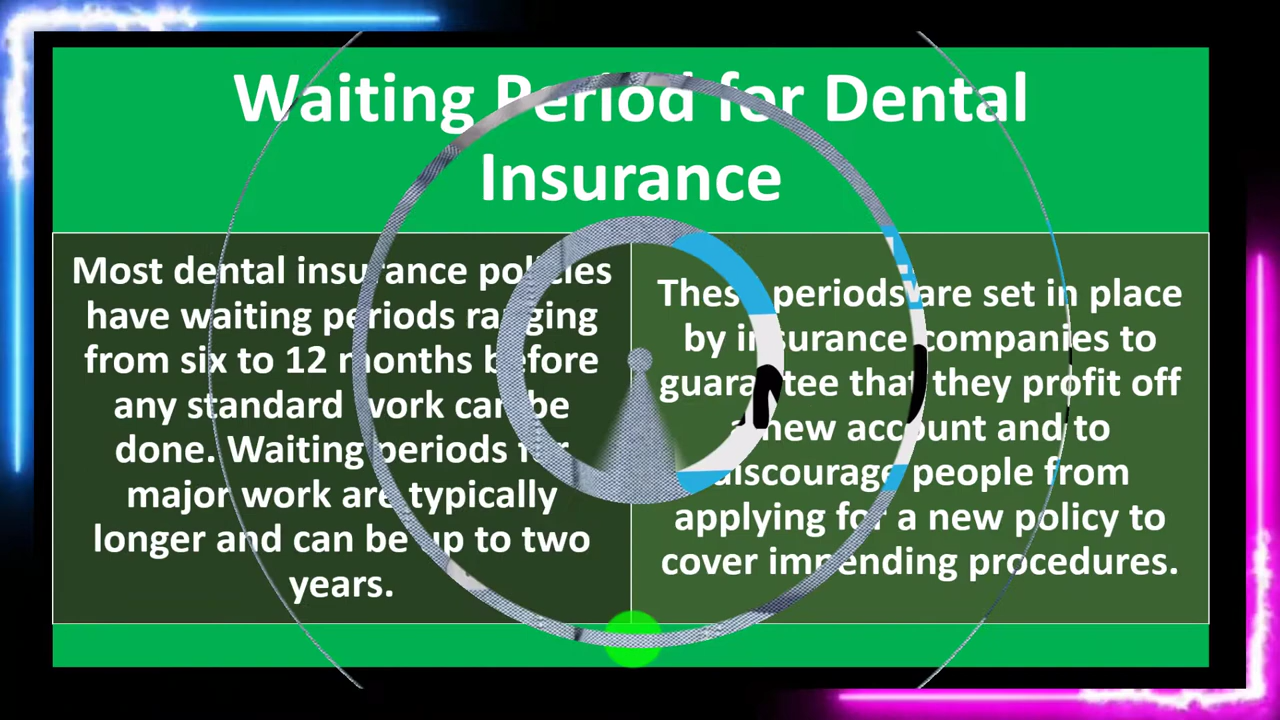 Waiting Period for Dental
Insurance
Most dental insurance policies
have waiting periods ranging
from six to 12 months before
any standard work can be
done. Waiting periods for
major work are typically
longer and can be up to two
years.
These periods are set in place
by insurance companies to
guarantee that they profit off
a new account and to
discourage people from
applying for a new policy to
cover impending procedures.